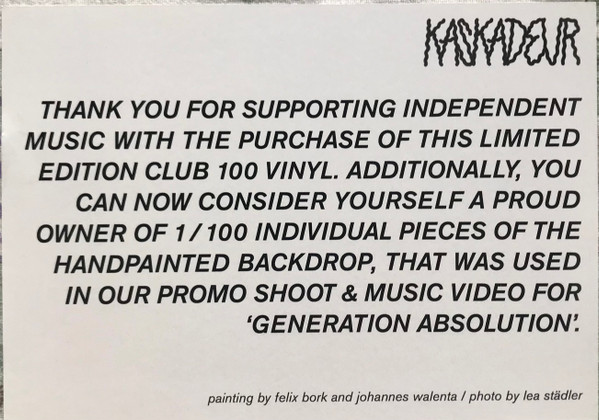 KASKADEUR
THANK YOU FOR SUPPORTING INDEPENDENT
MUSIC WITH THE PURCHASE OF THIS LIMITED
EDITION CLUB 100 VINYL. ADDITIONALLY, YOU
CAN NOW CONSIDER YOURSELF A PROUD
OWNER OF 1/100 INDIVIDUAL PIECES OF THE
HANDPAINTED BACKDROP, THAT WAS USED
IN OUR PROMO SHOOT & MUSIC VIDEO FOR
‘GENERATION ABSOLUTION’.
painting by felix bork and johannes walenta / photo by lea städler